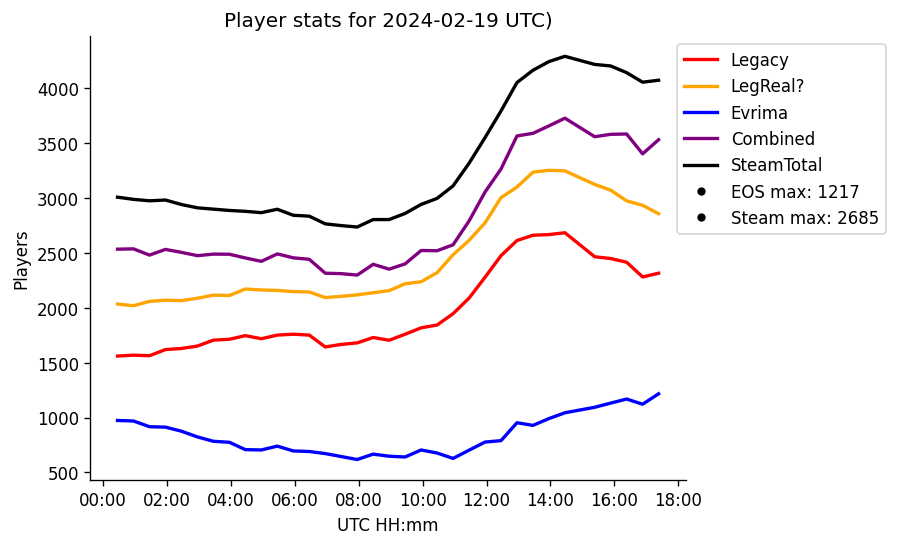 Player stats for 2024-02-19 UTC)
Players
4000
3500
3000
2500
2000
1500
1000
500
00:00 02:00 04:00 06:00 08:00 10:00 12:00 14:00 16:00 18:00
UTC HH:mm
Legacy
LegReal?
Evrima
Combined
SteamTotal
EOS max: 1217
Steam max: 2685